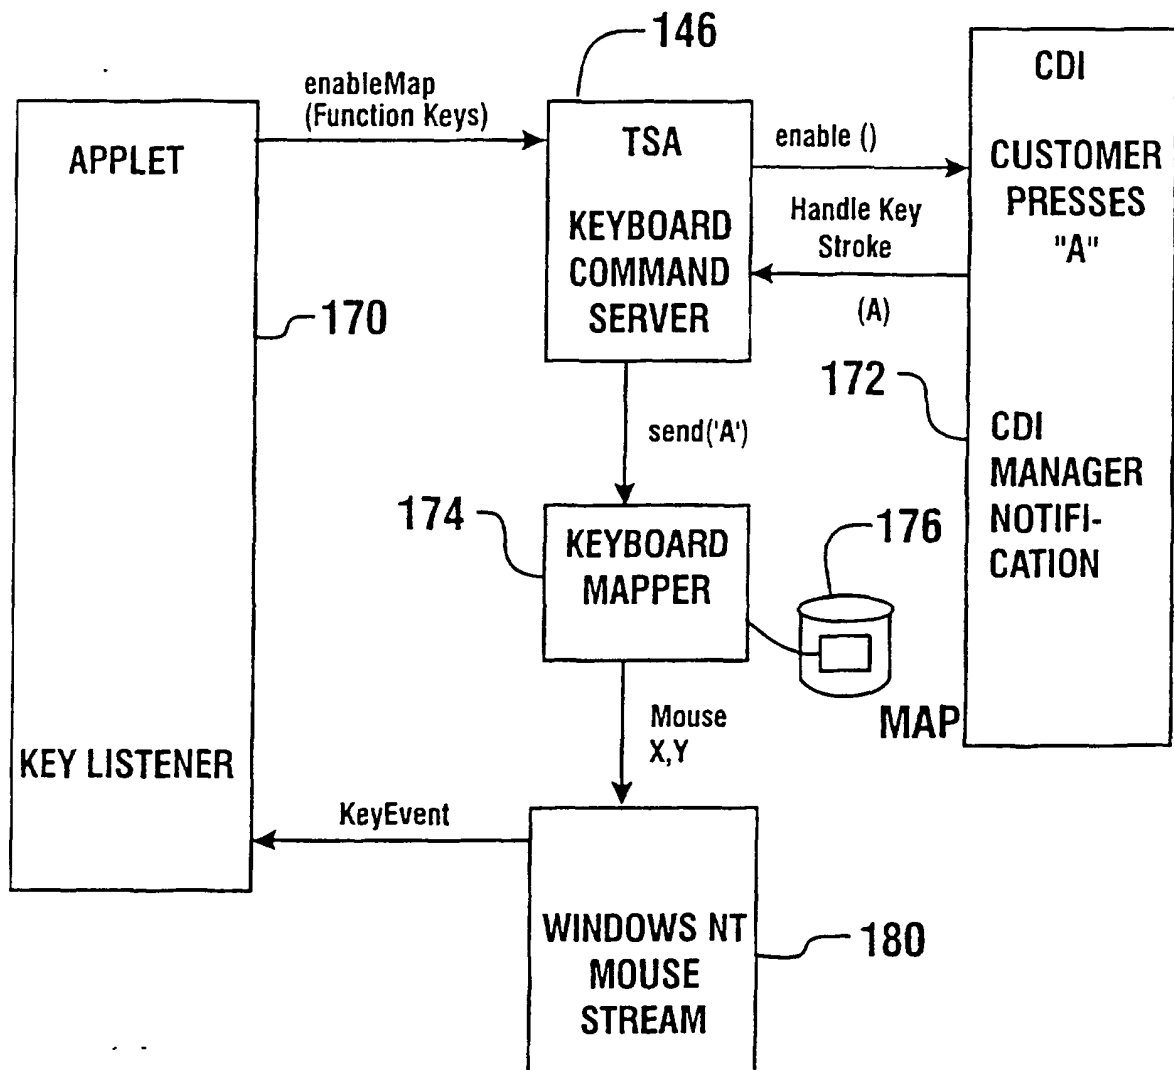 146
enableMap
(Function Keys)
APPLET
KEY LISTENER
170
TSA
KEYBOARD
COMMAND
SERVER
enable ()
Handle Key
Stroke
(A)
CDI
CUSTOMER
PRESSES
"A"
172
CDI
MANAGER
NOTIFI-
CATION
send('A')
174
KEYBOARD
MAPPER
176
MAP
Mouse
X,Y
KeyEvent
WINDOWS NT
MOUSE
STREAM
180